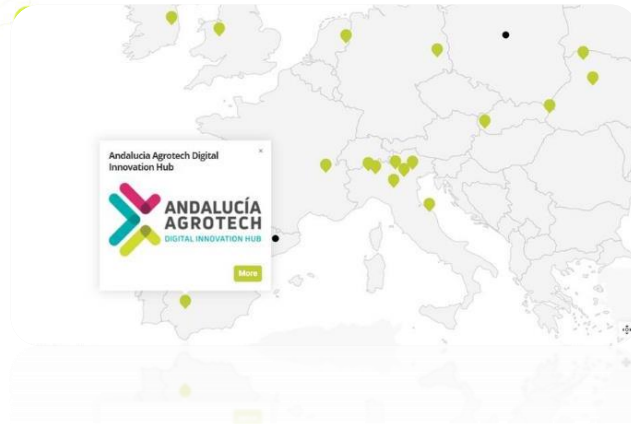 Andalucia Agrotech Digital
Innovation Hub
×
ANDALUCÍA
AGROTECH
DIGITAL INNOVATION HUB
More